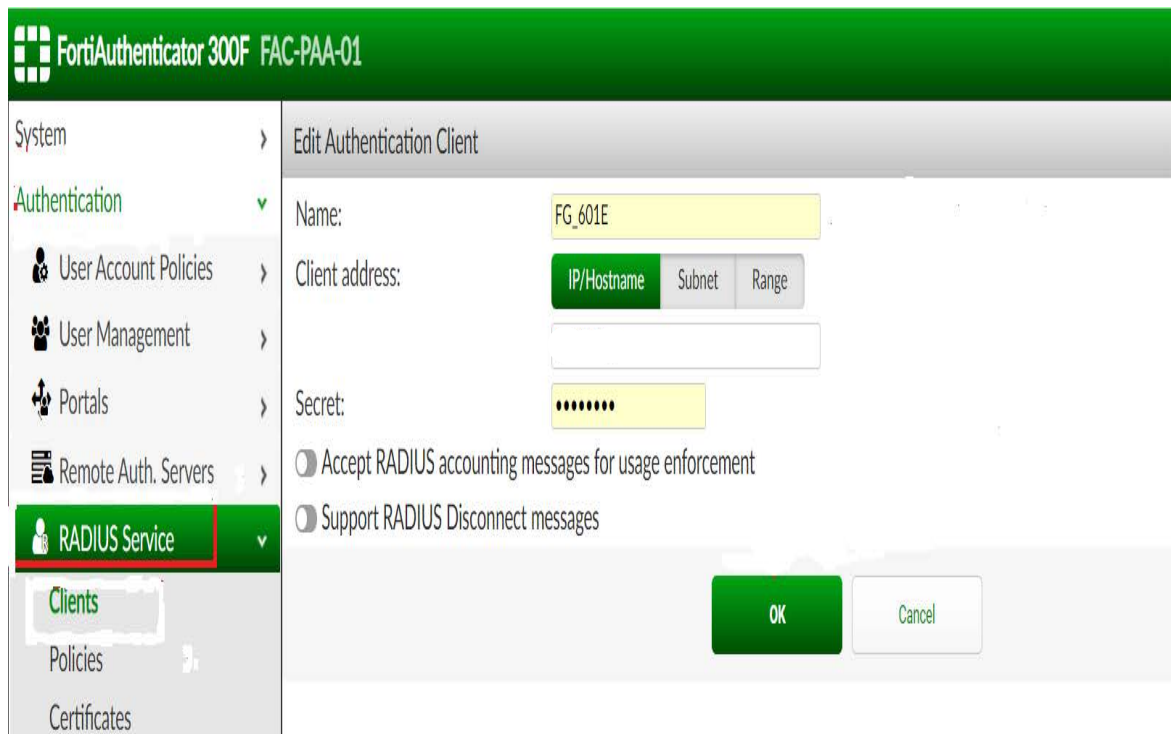 FortiAuthenticator 300F FAC-PAA-01
System
Authentication
User Account Policies
User Management
Portals
Remote Auth. Servers
RADIUS Service
Clients
Policies
Certificates
Edit Authentication Client
Name: FG_601E
Client address: IP/Hostname Subnet Range
Secret: ••••••••
Accept RADIUS accounting messages for usage enforcement
Support RADIUS Disconnect messages
OK Cancel